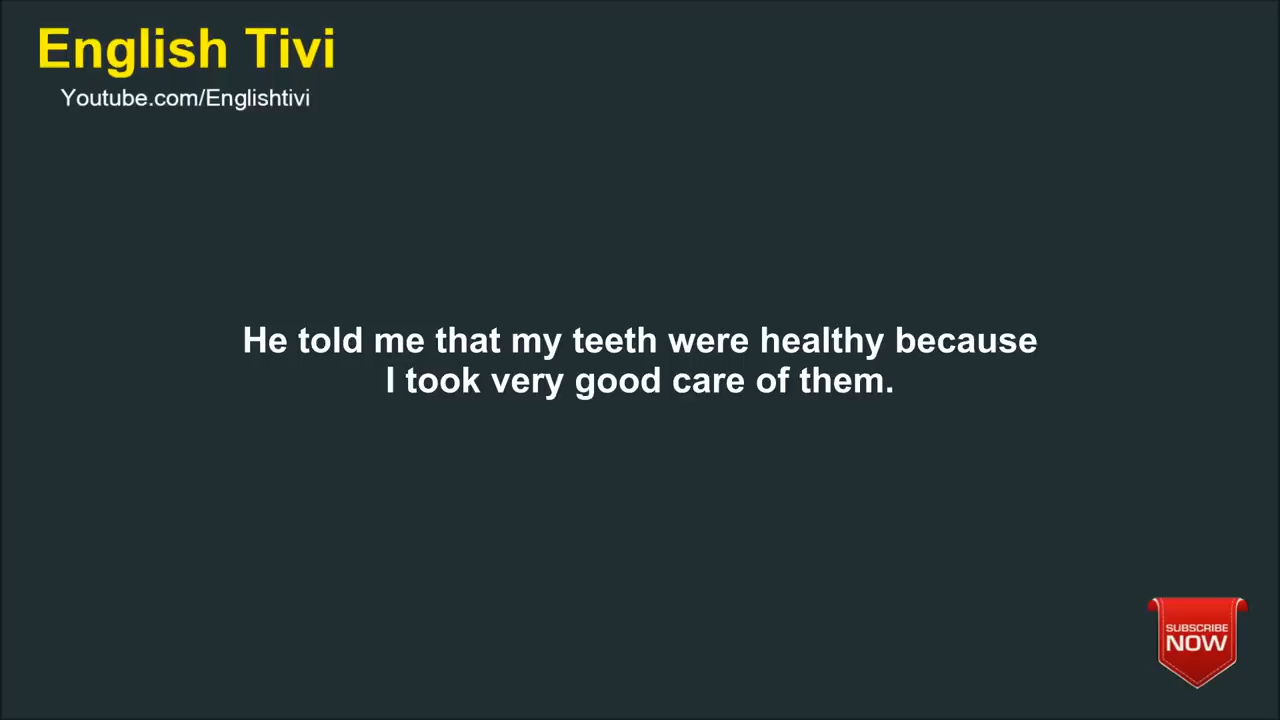 English Tivi
Youtube.com/Englishtivi
He told me that my teeth were healthy because
I took very good care of them.
SUBSCRIBE
NOW